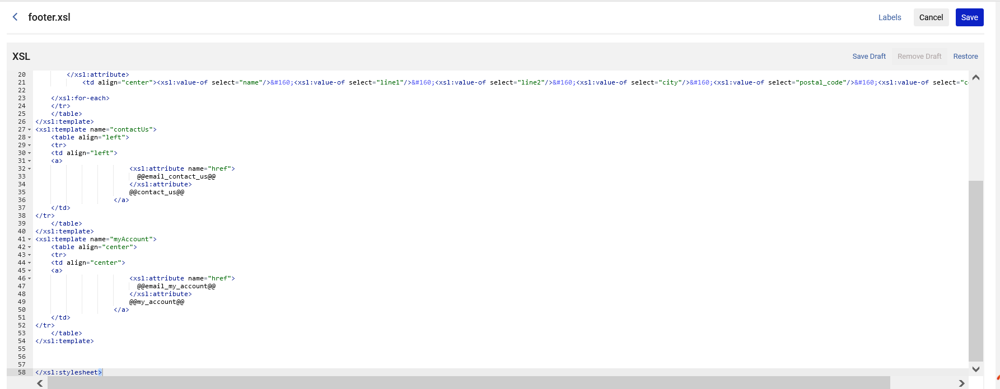 footer.xsl
Labels
Cancel
Save
XSL
Save Draft
Remove Draft
Restore
20 </xsl:attribute>
21 <td align="center"><xsl:value-of select="name"/>&#160;<xsl:value-of select="line1"/>&#160;<xsl:value-of select="line2"/>&#160;<xsl:value-of select="city"/>&#160;<xsl:value-of select="postal_code"/>&#160;<xsl:value-of select="c
22
23 </xsl:for-each>
24 </tr>
25 </table>
26 </xsl:template>
27 <xsl:template name="contactUs">
28 <table align="left">
29 <tr>
30 <td align="left">
31 <a>
32 <xsl:attribute name="href">
33 @@email_contact_us@@
34 </xsl:attribute>
35 @@contact_us@@
36 </a>
37 </td>
38 </tr>
39 </table>
40 </xsl:template>
41 <xsl:template name="myAccount">
42 <table align="center">
43 <tr>
44 <td align="center">
45 <a>
46 <xsl:attribute name="href">
47 @@email_my_account@@
48 </xsl:attribute>
49 @@my_account@@
50 </a>
51 </td>
52 </tr>
53 </table>
54 </xsl:template>
55
56
57
58 </xsl:stylesheet>